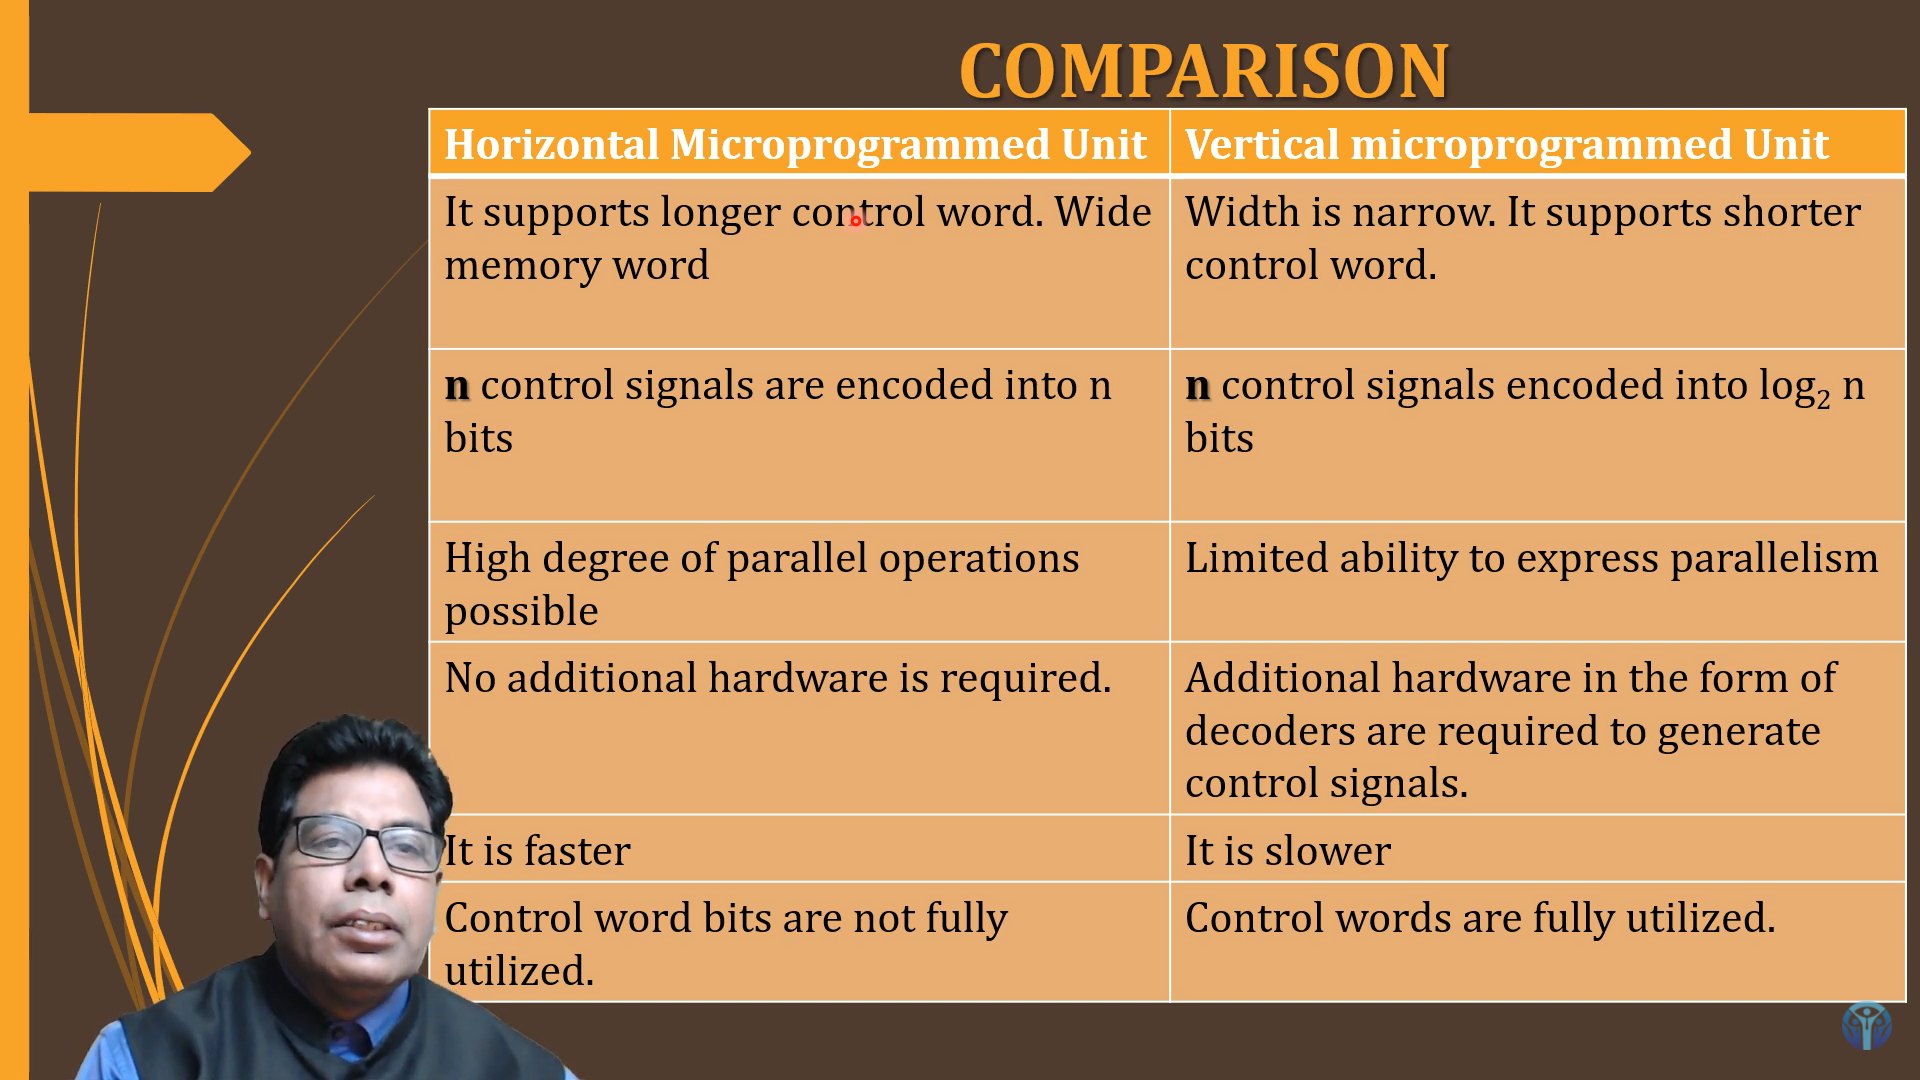 COMPARISON
Horizontal Microprogrammed Unit
Vertical microprogrammed Unit
It supports longer control word. Wide
memory word
Width is narrow. It supports shorter
control word.
n control signals are encoded into n
bits
n control signals encoded into log₂ n
bits
High degree of parallel operations
possible
Limited ability to express parallelism
No additional hardware is required.
Additional hardware in the form of
decoders are required to generate
control signals.
It is faster
It is slower
Control word bits are not fully
utilized.
Control words are fully utilized.